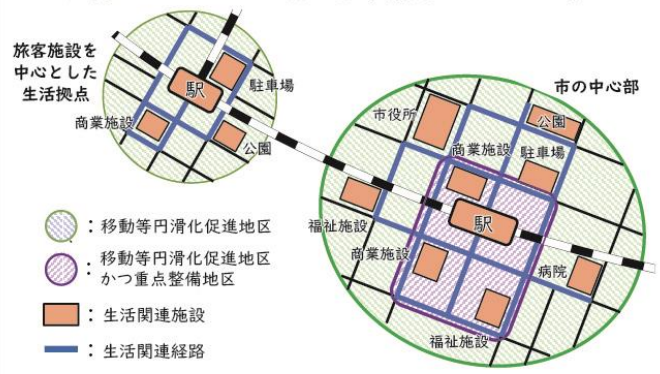 旅客施設を
中心とした
生活拠点
駅
駐車場
商業施設
公園
市の中心部
市役所
公園
商業施設
駐車場
駅
福祉施設
商業施設
病院
福祉施設
：移動等円滑化促進地区
：移動等円滑化促進地区
かつ重点整備地区
：生活関連施設
：生活関連経路